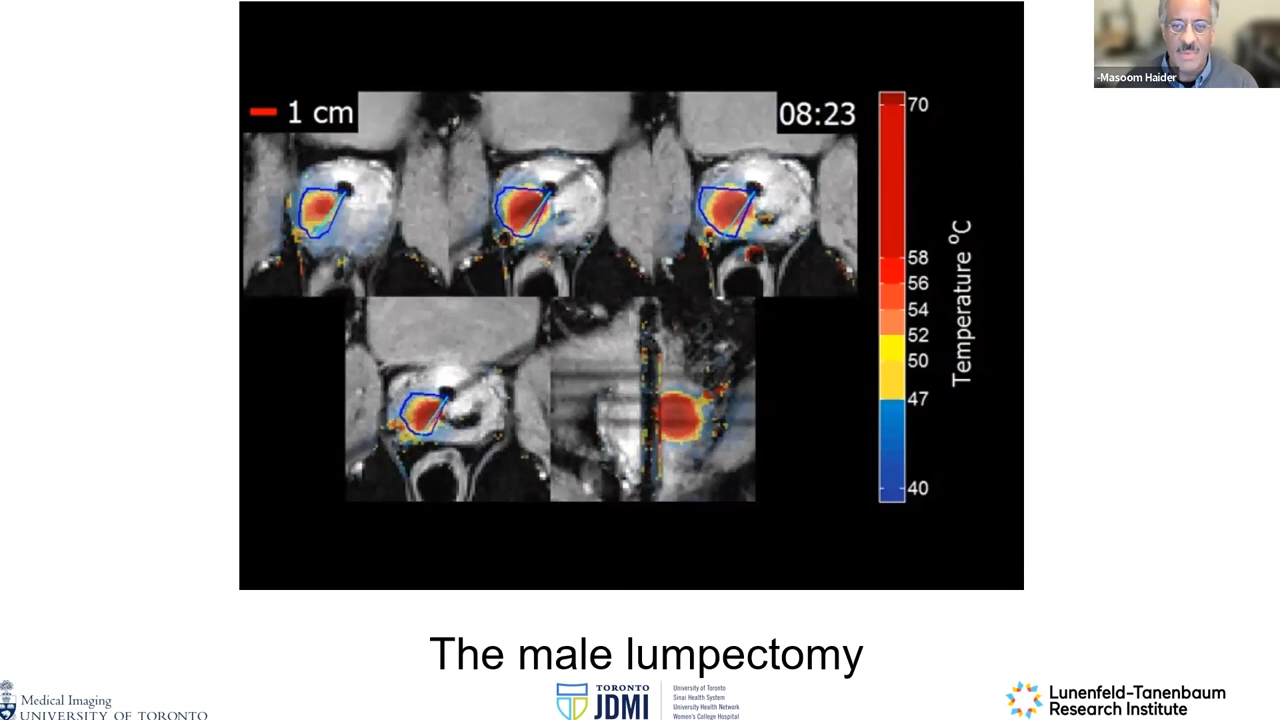 -Masoom Haider
1 cm
08:23
70
58
56
54
52
50
47
40
Temperature °C
The male lumpectomy
Medical Imaging
UNIVERSITY OF TORONTO
TORONTO
JDMI
University of Toronto
Sinai Health System
University Health Network
Women's College Hospital
Lunenfeld-Tanenbaum
Research Institute